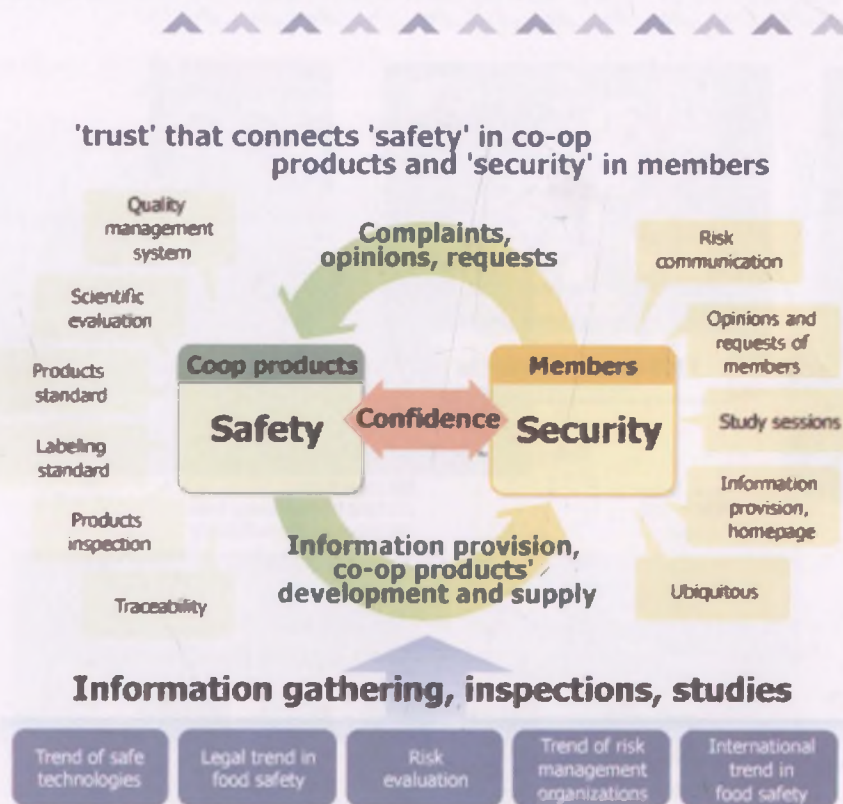 'trust' that connects 'safety' in co-op
products and 'security' in members
Quality
management
system
Scientific
evaluation
Products
standard
Labeling
standard
Products
inspection
Traceability
Complaints,
opinions, requests
Coop products
Safety
Confidence
Members
Security
Information provision,
co-op products'
development and supply
Risk
communication
Opinions and
requests of
members
Study sessions
Information
provision,
homepage
Ubiquitous
Information gathering, inspections, studies
Trend of safe
technologies
Legal trend in
food safety
Risk
evaluation
Trend of risk
management
organizations
International
trend in
food safety